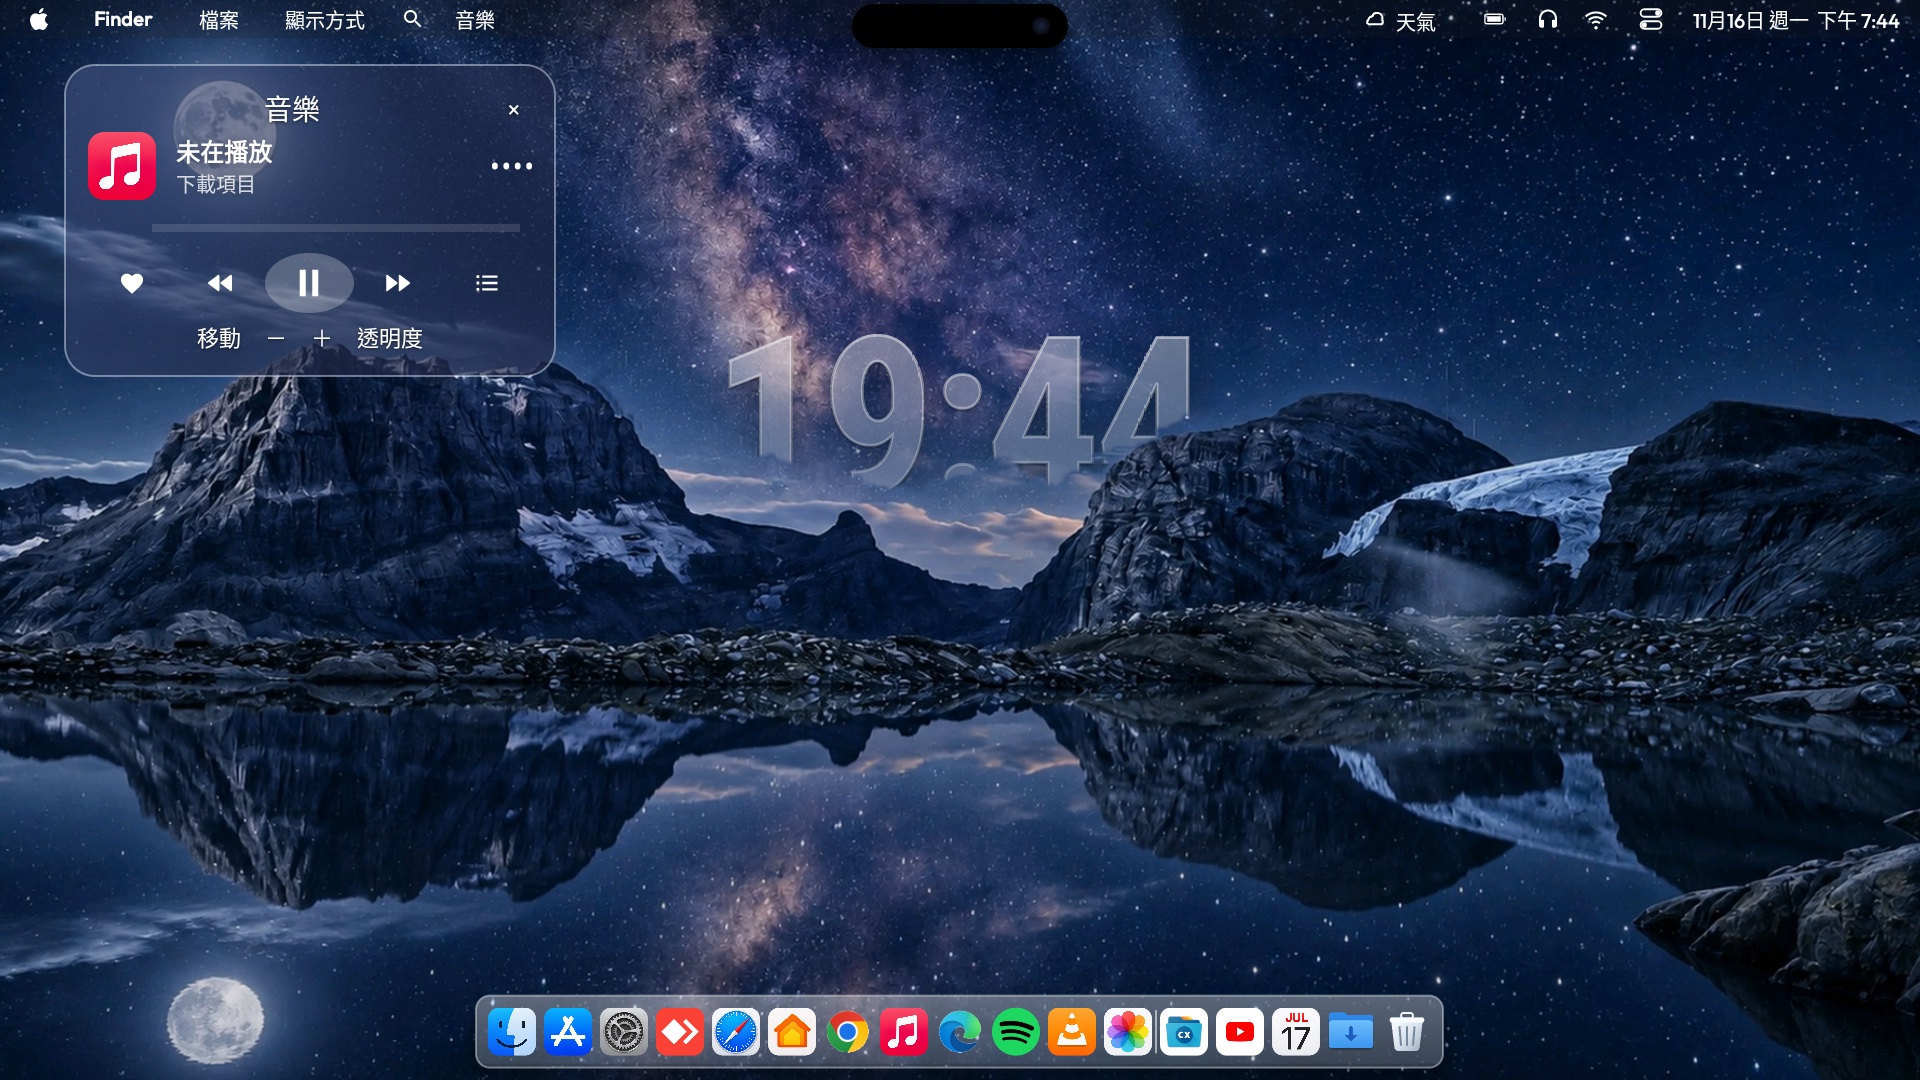 Finder 檔案 顯示方式 音樂 天氣 11月16日 週一 下午 7:44
音樂 ×
未在播放
下載項目
移動 — + 透明度
19:44
CX
JUL
17